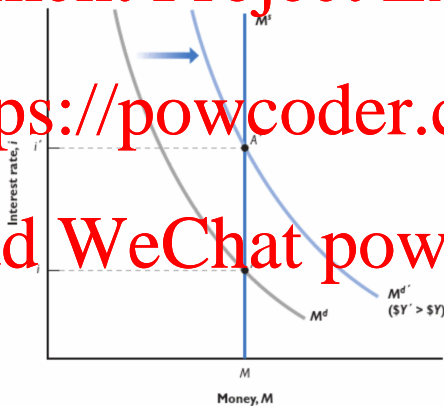 ment Project E
Mˢ
ps://powcoder.c
A
i´
Interest rate, i
d WeChat pow
i
Mᵈ´
($Y´ > $Y)
Mᵈ
M
Money, M